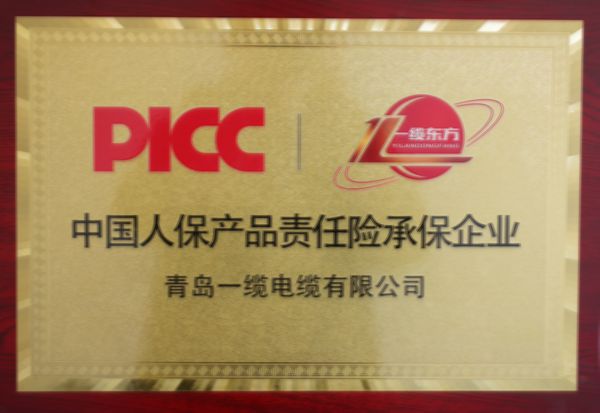 PICC
一缆东方
中国人保产品责任险承保企业
青岛一缆电缆有限公司